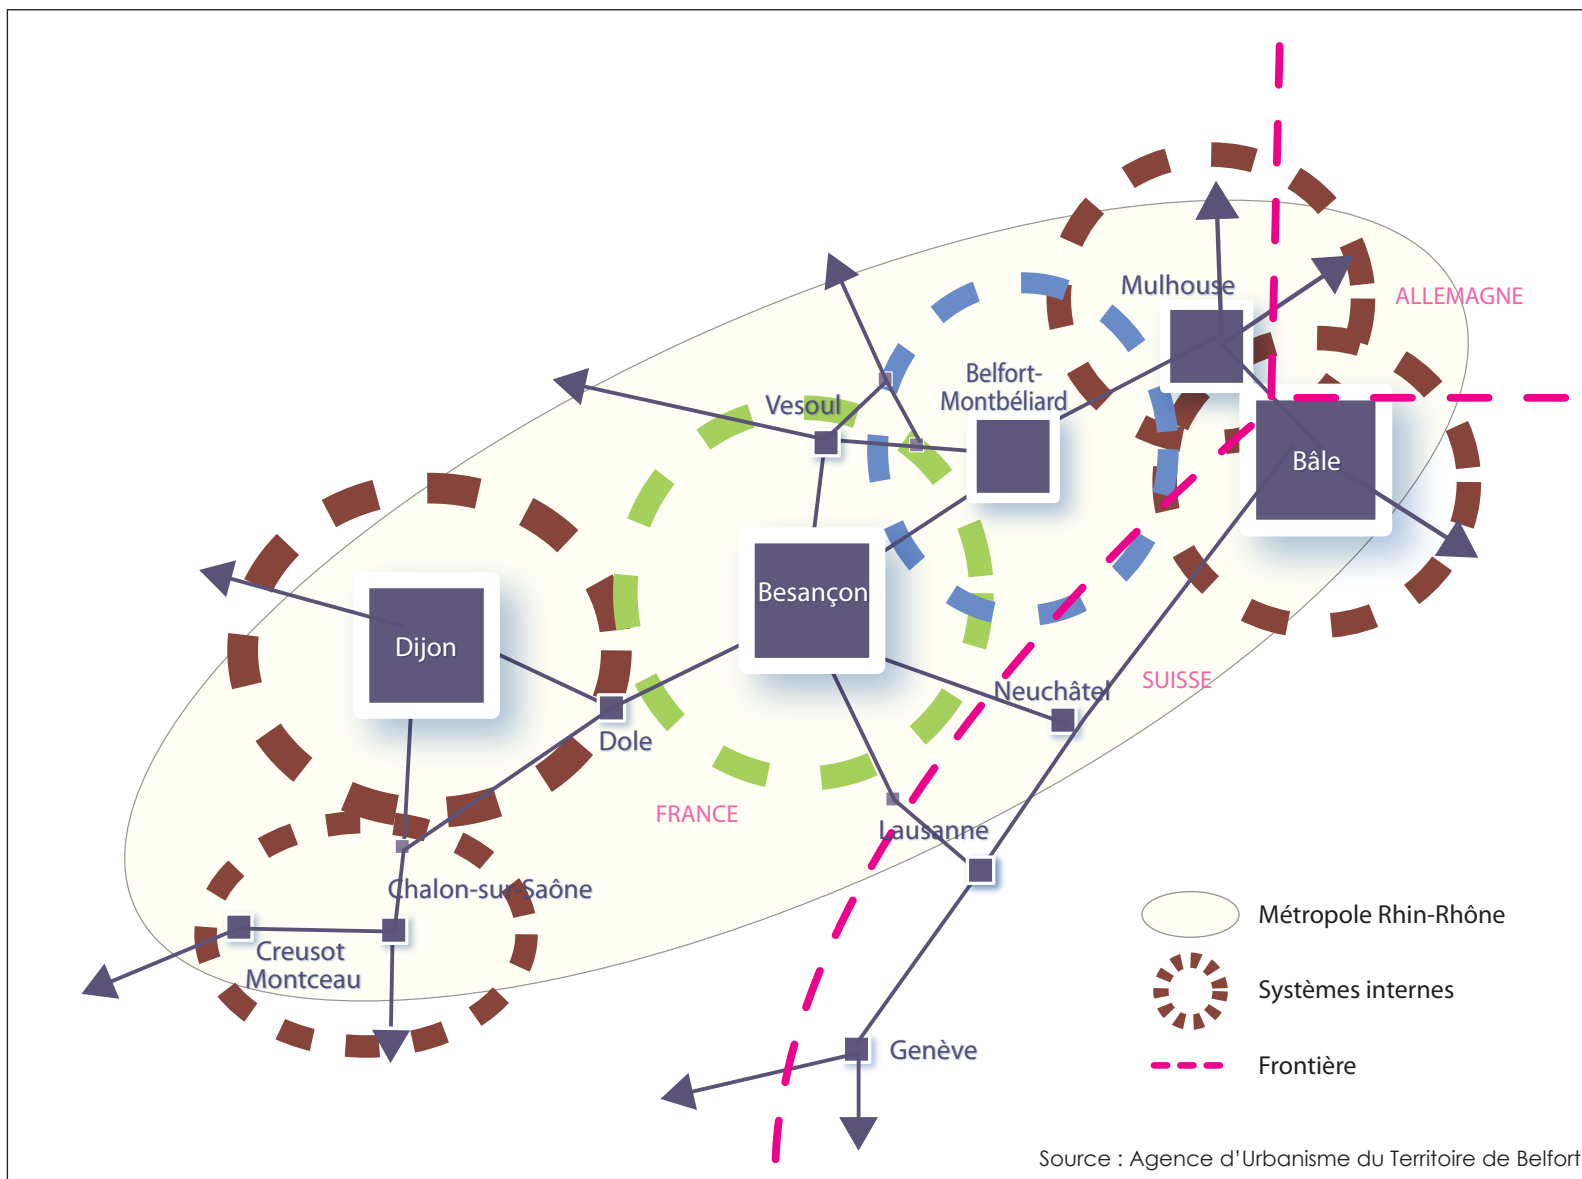 ALLEMAGNE
Mulhouse
Belfort-
Montbéliard
Vesoul
Bâle
Besançon
Dijon
Neuchâtel
SUISSE
Dole
FRANCE
Lausanne
Chalon-sur-Saône
Creusot
Montceau
Genève
Métropole Rhin-Rhône
Systèmes internes
Frontière
Source : Agence d'Urbanisme du Territoire de Belfort